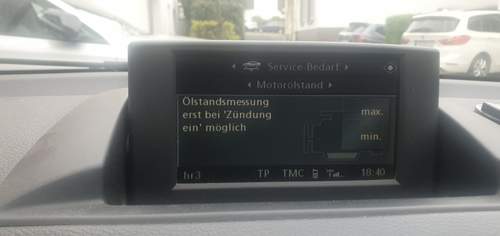 Service-Bedarf
Motorölstand
Ölstandsmessung
erst bei 'Zündung
ein' möglich
max.
min.
hr3 TP TMC 18:40